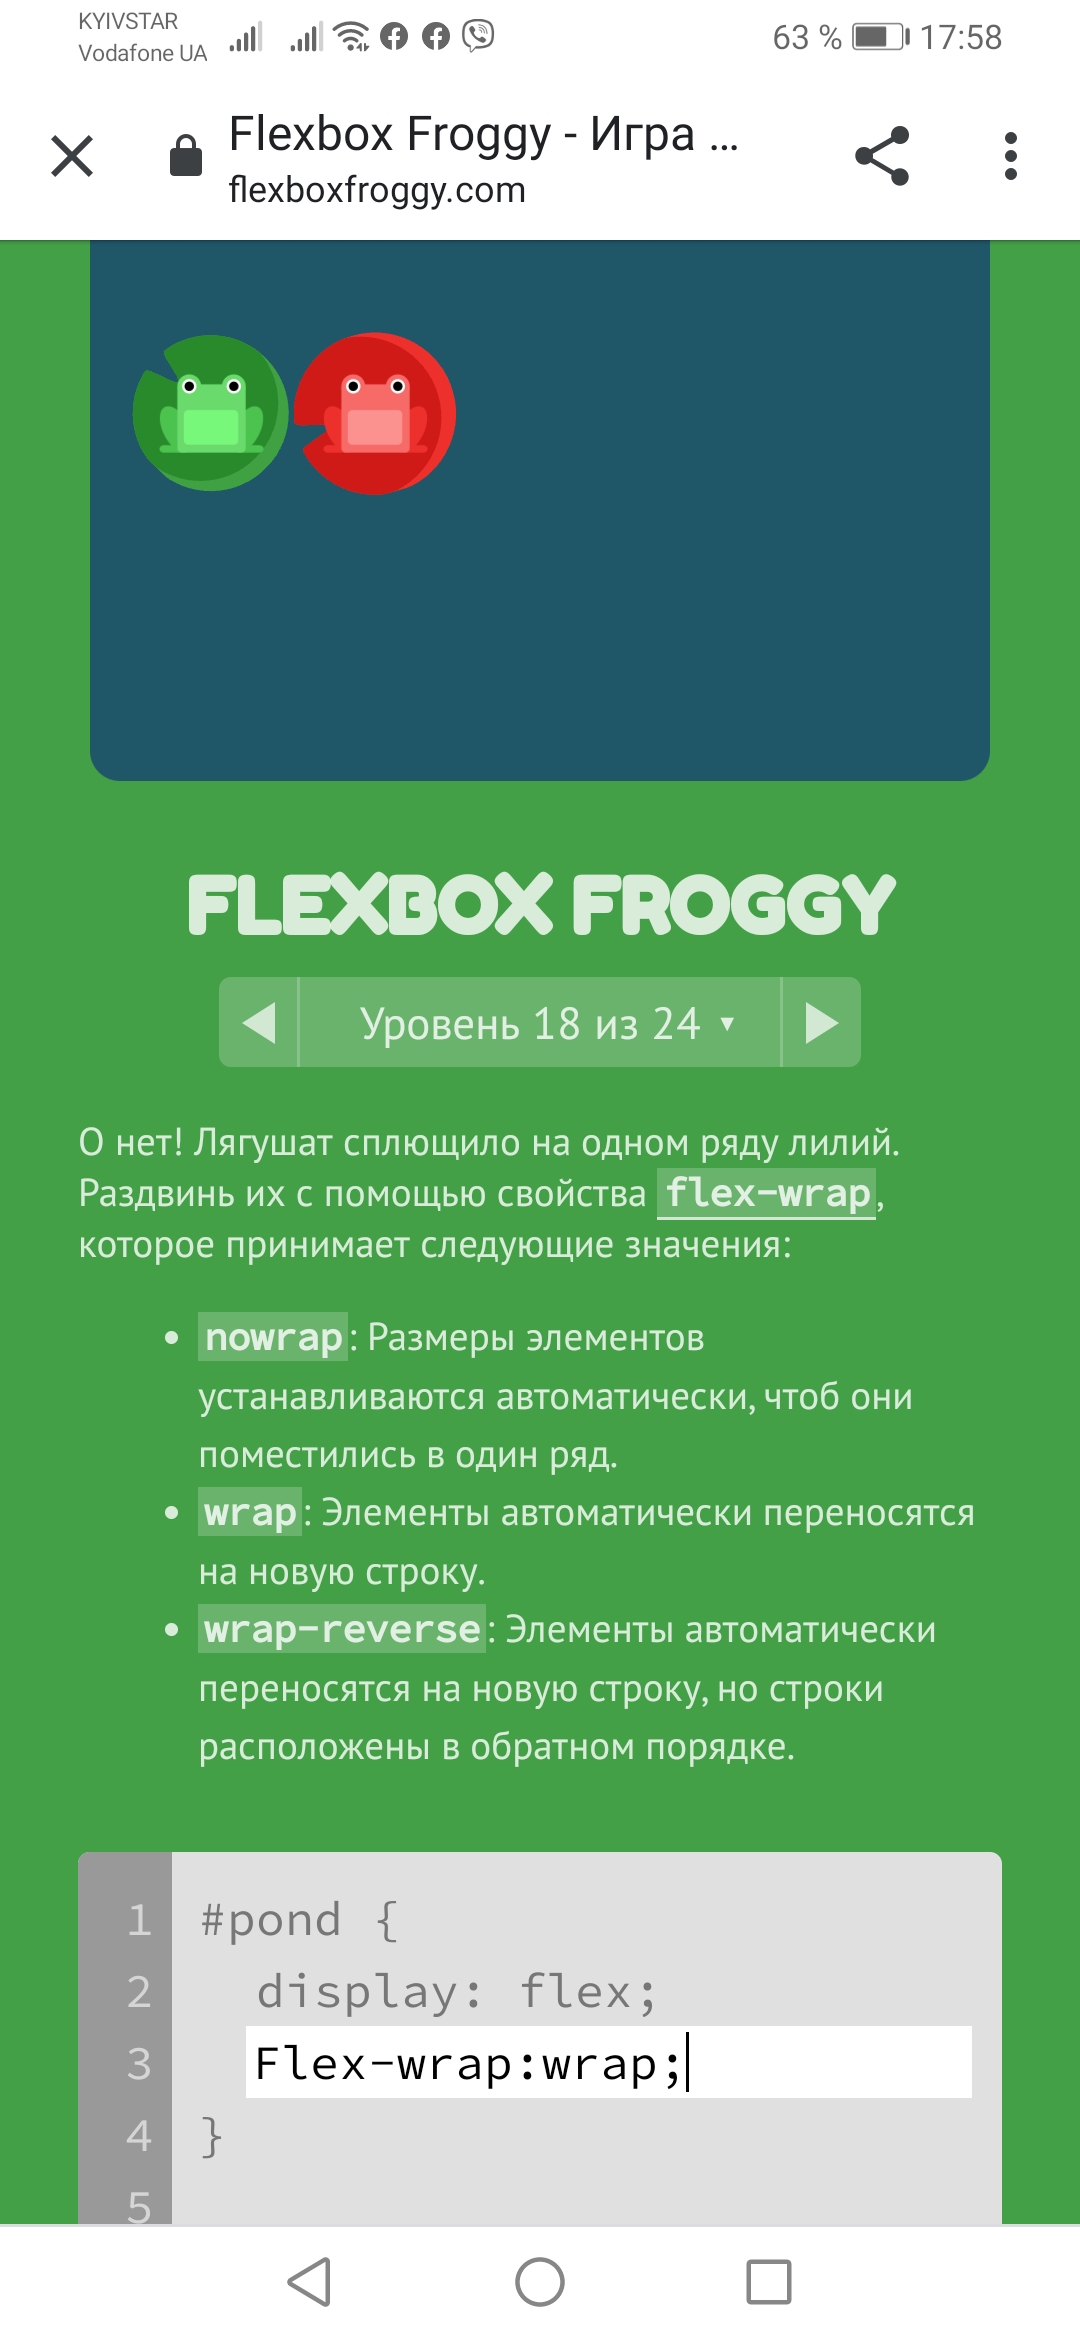 KYIVSTAR
Vodafone UA
63 % 17:58
Flexbox Froggy - Игра ...
flexboxfroggy.com
FLEXBOX FROGGY
Уровень 18 из 24 ▼
О нет! Лягушат сплющило на одном ряду лилий.
Раздвинь их с помощью свойства flex-wrap,
которое принимает следующие значения:
• nowrap: Размеры элементов
устанавливаются автоматически, чтоб они
поместились в один ряд.
• wrap: Элементы автоматически переносятся
на новую строку.
• wrap-reverse: Элементы автоматически
переносятся на новую строку, но строки
расположены в обратном порядке.
1 #pond {
2 display: flex;
3 Flex-wrap:wrap;
4 }
5